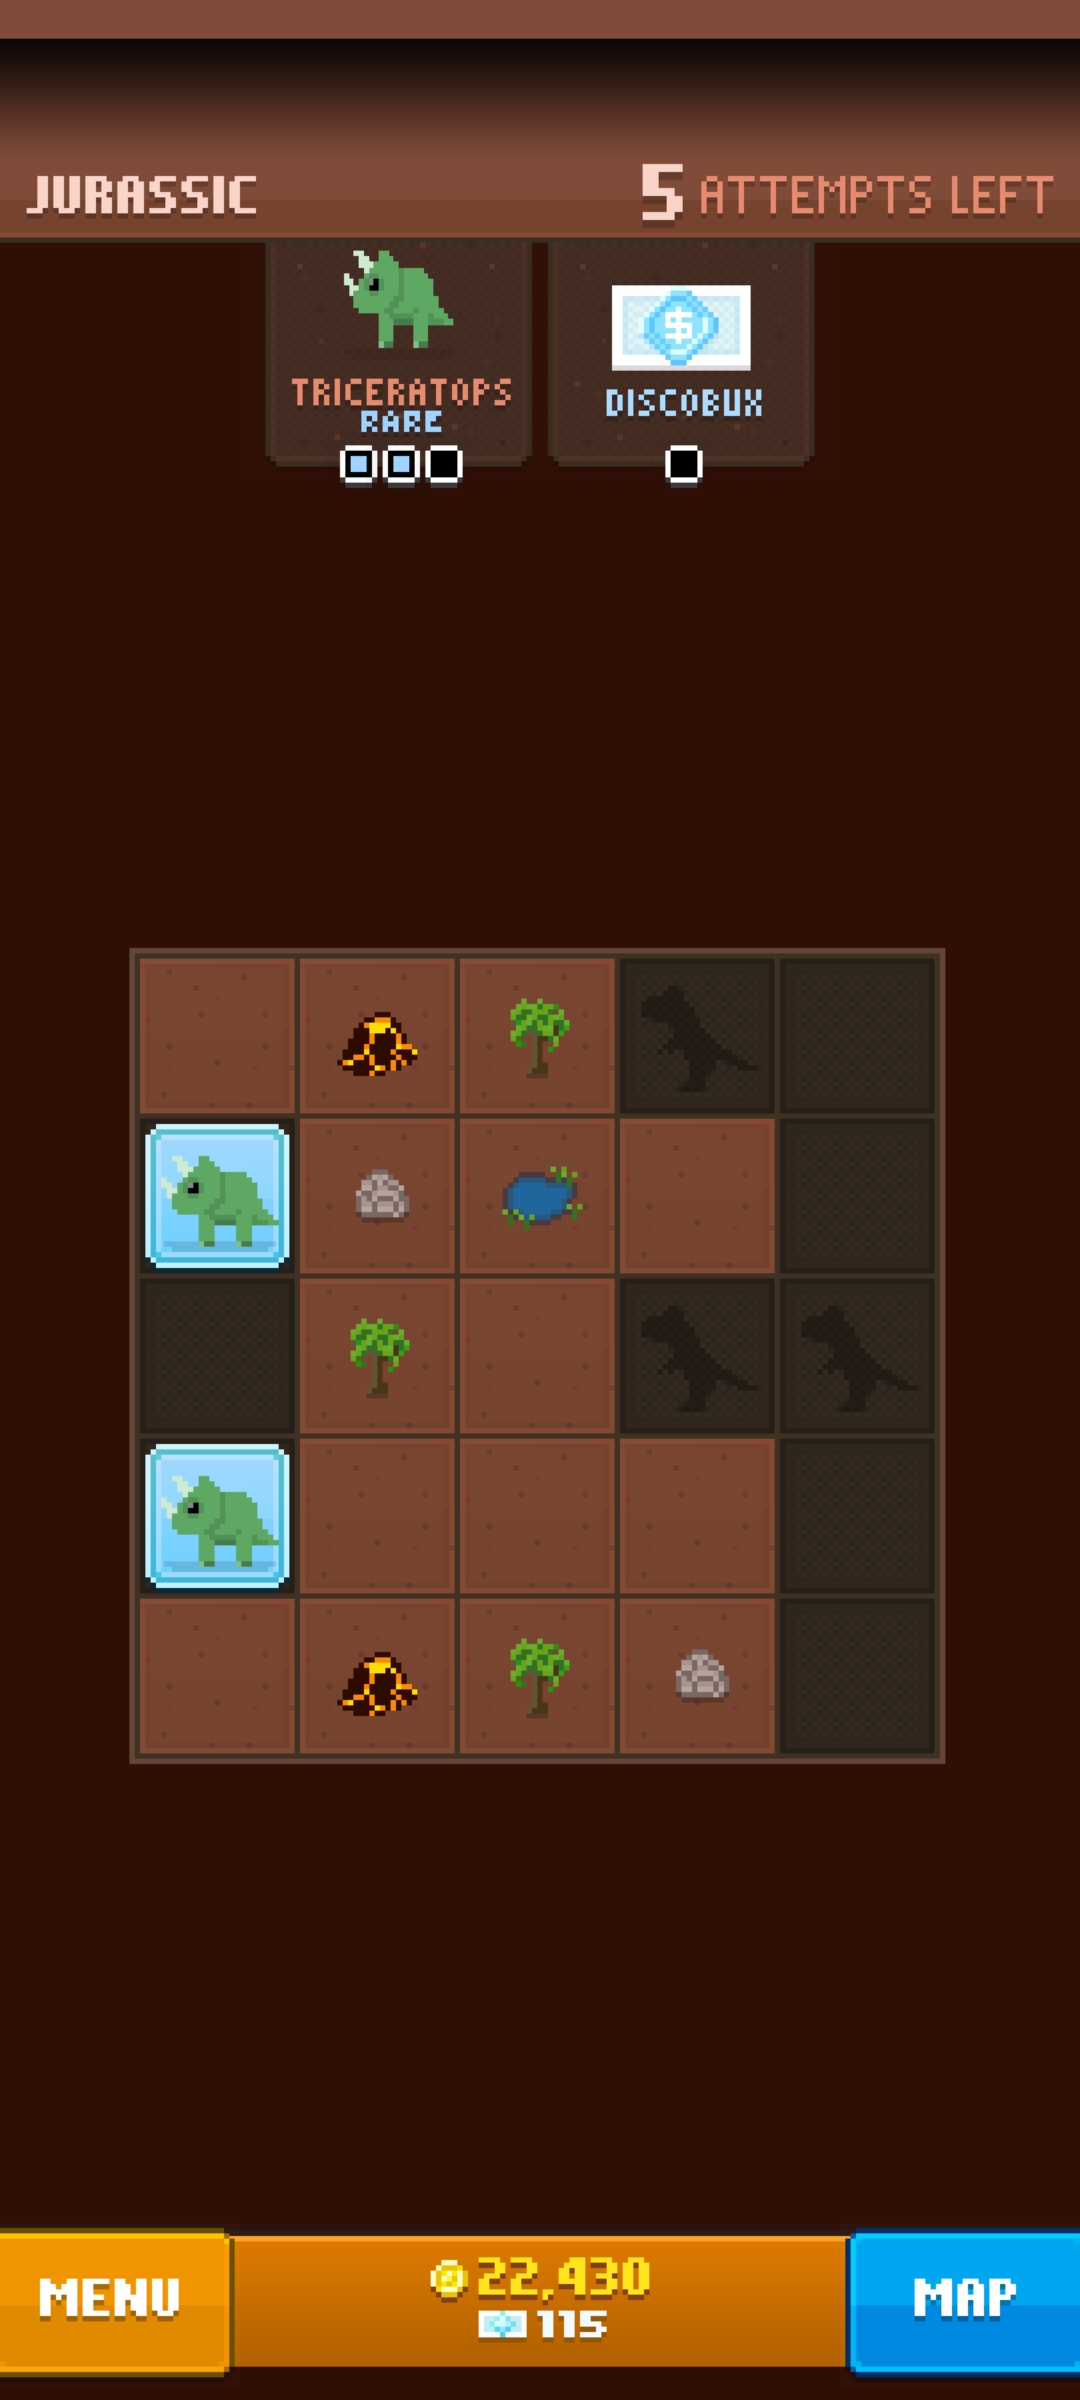 JURASSIC
5 ATTEMPTS LEFT
TRICERATOPS
RARE
$
DISCOBUX
22,430
115
MENU
MAP